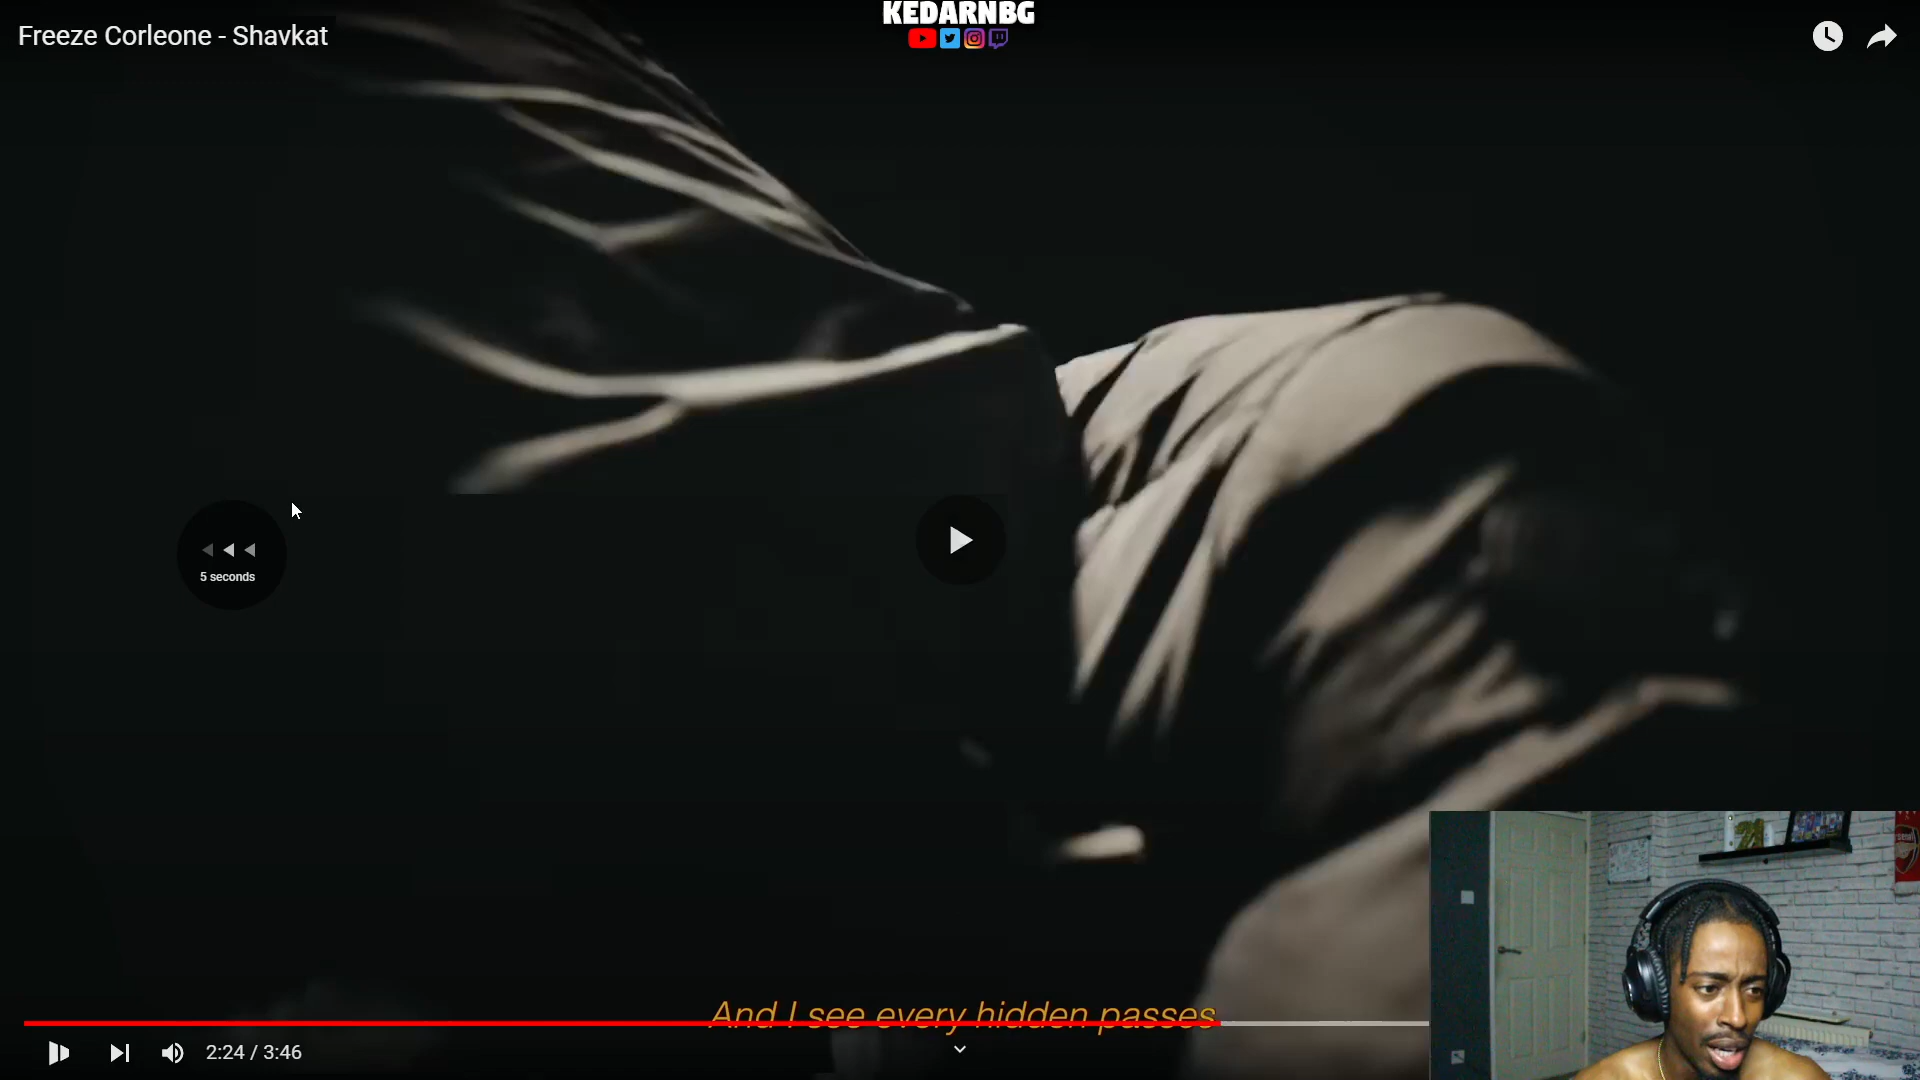 KEDARNBG
Freeze Corleone - Shavkat
5 seconds
And I see every hidden passes
2:24 / 3:46